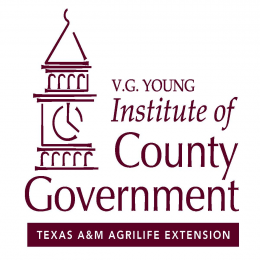 V.G. YOUNG
Institute of
County
Government
TEXAS A&M AGRILIFE EXTENSION